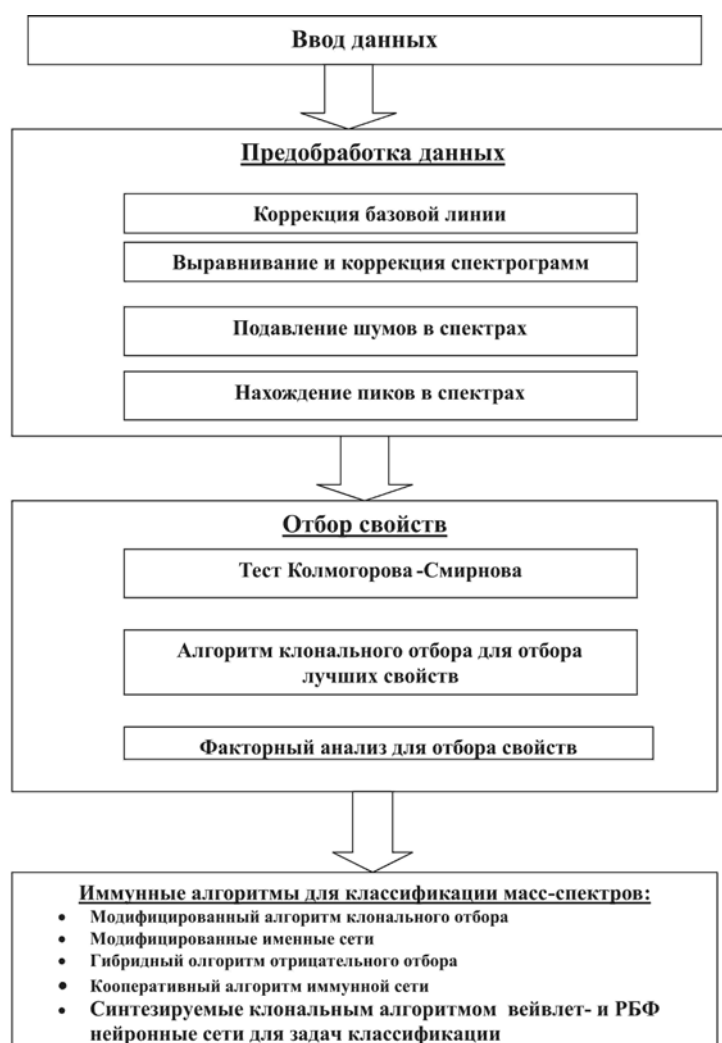 Ввод данных
Предобработка данных
Коррекция базовой линии
Выравнивание и коррекция спектрограмм
Подавление шумов в спектрах
Нахождение пиков в спектрах
Отбор свойств
Тест Колмогорова-Смирнова
Алгоритм клонального отбора для отбора
лучших свойств
Факторный анализ для отбора свойств
Иммунные алгоритмы для классификации масс-спектров:
• Модифицированный алгоритм клонального отбора
• Модифицированные именные сети
• Гибридный олгоритм отрицательного отбора
• Кооперативный алгоритм иммунной сети
• Синтезируемые клональным алгоритмом вейвлет- и РБФ
нейронные сети для задач классификации